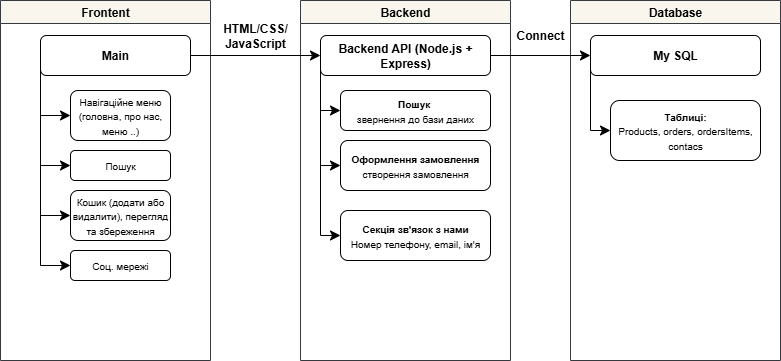 Frontent
Main
Навігаційне меню
(головна, про нас,
меню ..)
Пошук
Кошик (додати або
видалити), перегляд
та збереження
Соц. мережі
HTML/CSS/
JavaScript
Backend
Backend API (Node.js +
Express)
Пошук
звернення до бази даних
Оформлення замовлення
створення замовлення
Секція зв'язок з нами
Номер телефону, email, ім'я
Connect
Database
My SQL
Таблиці:
Products, orders, ordersItems,
contacs